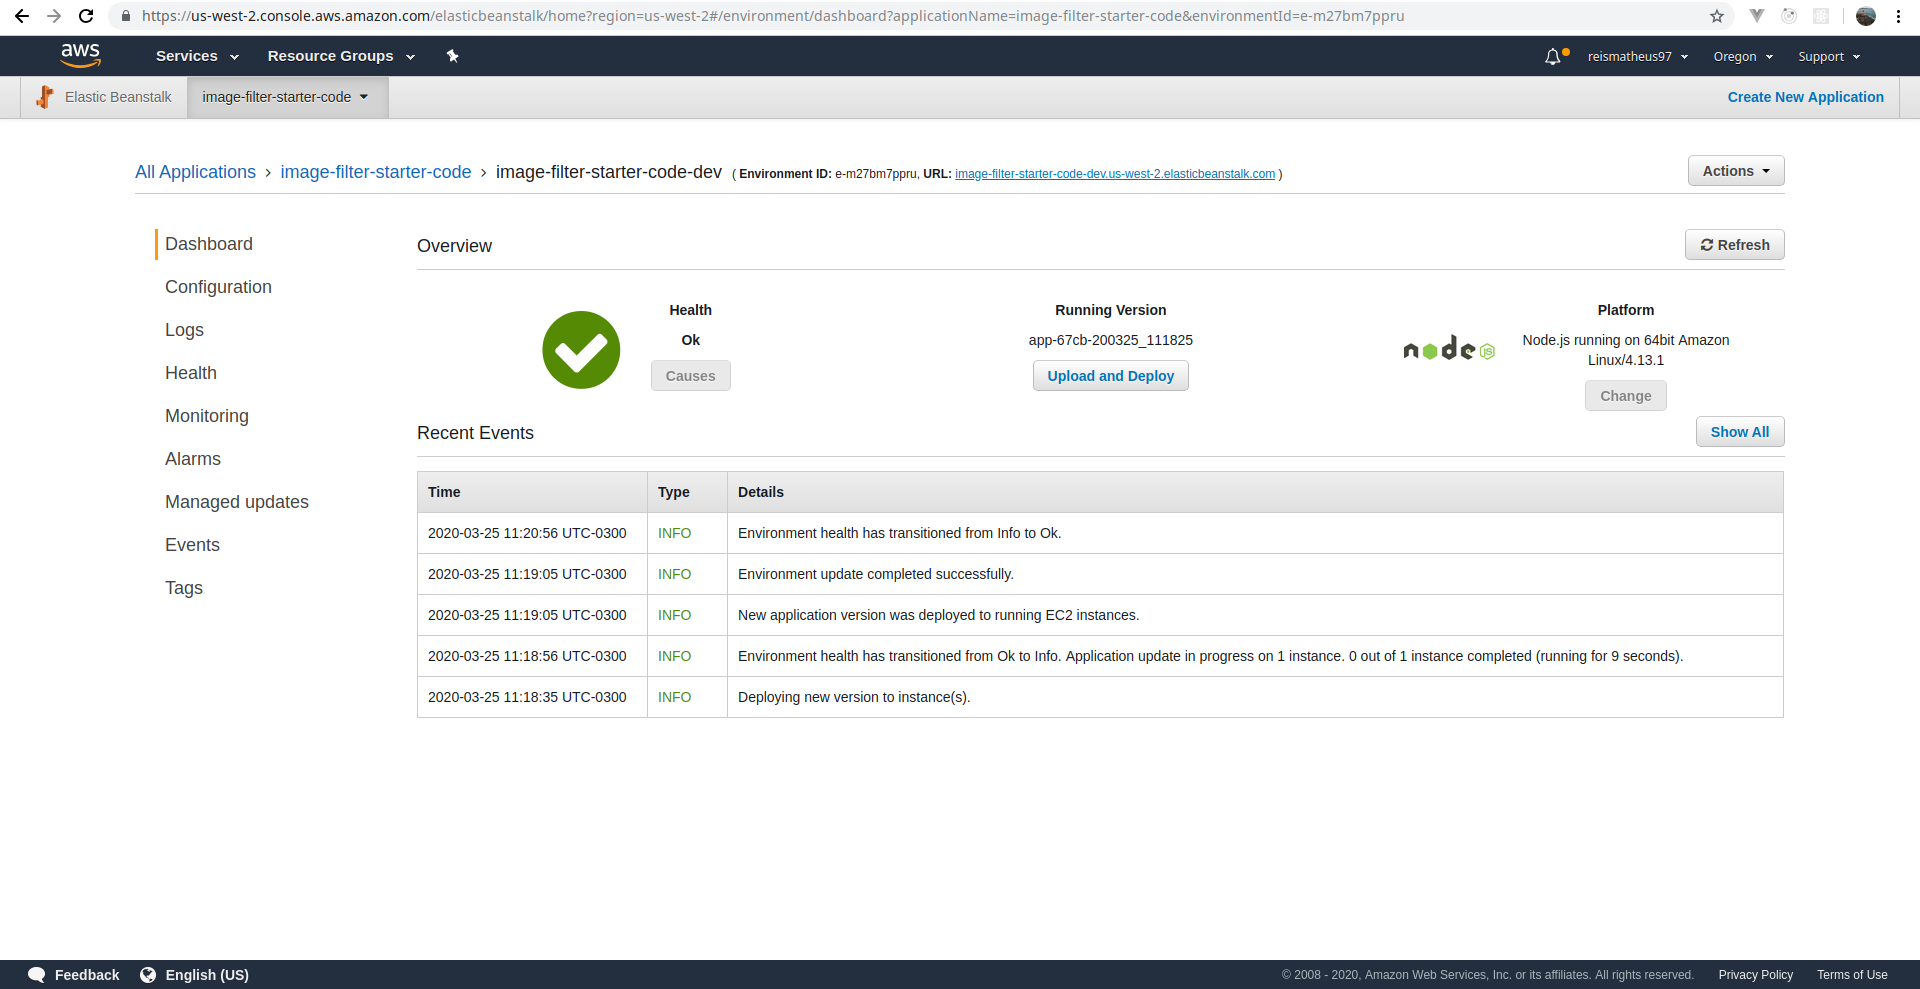 https://us-west-2.console.aws.amazon.com/elasticbeanstalk/home?region=us-west-2#/environment/dashboard?applicationName=image-filter-starter-code&environmentId=e-m27bm7ppru
aws Services Resource Groups reismatheus97 Oregon Support
Elastic Beanstalk image-filter-starter-code Create New Application
All Applications › image-filter-starter-code › image-filter-starter-code-dev ( Environment ID: e-m27bm7ppru, URL: image-filter-starter-code-dev.us-west-2.elasticbeanstalk.com ) Actions
Dashboard
Configuration
Logs
Health
Monitoring
Alarms
Managed updates
Events
Tags
Overview Refresh
Health
Ok
Causes
Running Version
app-67cb-200325_111825
Upload and Deploy
node JS
Platform
Node.js running on 64bit Amazon
Linux/4.13.1
Change
Recent Events Show All
Time Type Details
2020-03-25 11:20:56 UTC-0300 INFO Environment health has transitioned from Info to Ok.
2020-03-25 11:19:05 UTC-0300 INFO Environment update completed successfully.
2020-03-25 11:19:05 UTC-0300 INFO New application version was deployed to running EC2 instances.
2020-03-25 11:18:56 UTC-0300 INFO Environment health has transitioned from Ok to Info. Application update in progress on 1 instance. 0 out of 1 instance completed (running for 9 seconds).
2020-03-25 11:18:35 UTC-0300 INFO Deploying new version to instance(s).
Feedback English (US) © 2008 - 2020, Amazon Web Services, Inc. or its affiliates. All rights reserved. Privacy Policy Terms of Use